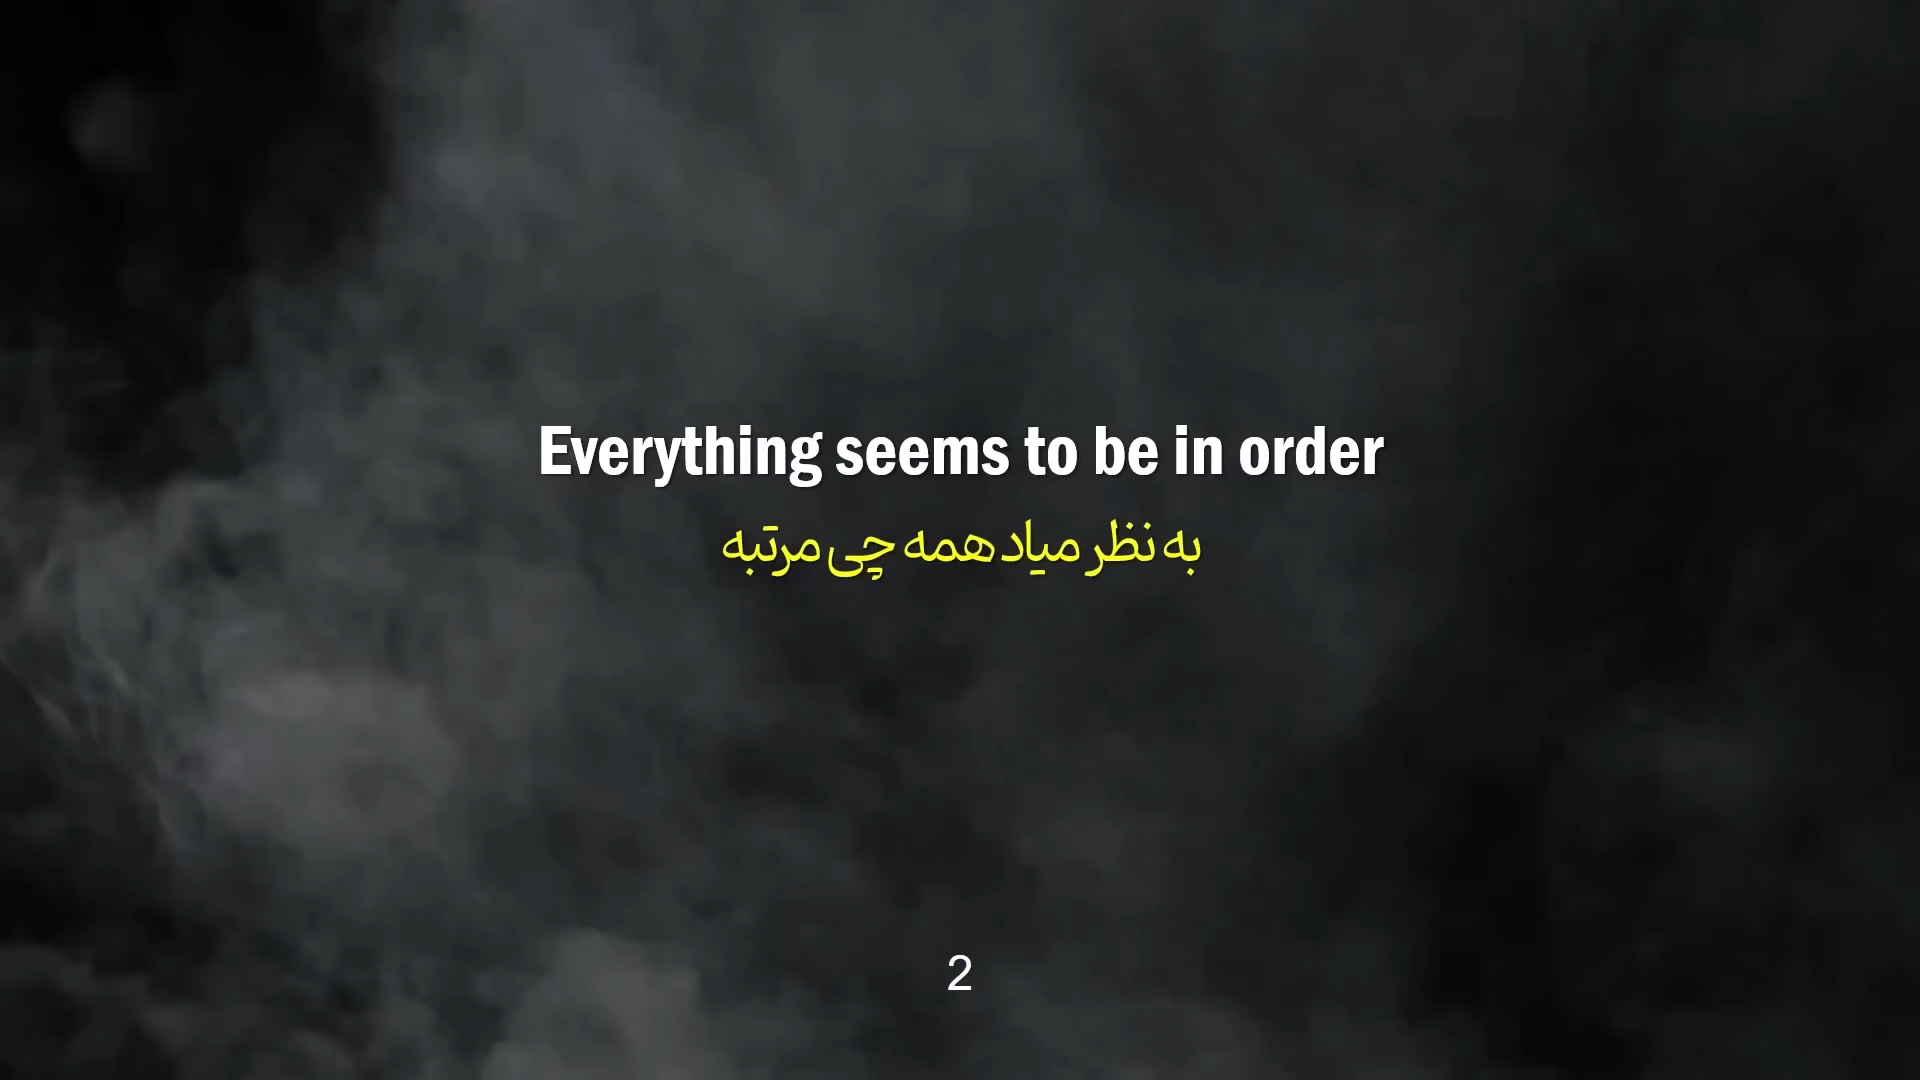 Everything seems to be in order
به نظر میاد همه چی مرتبه
2